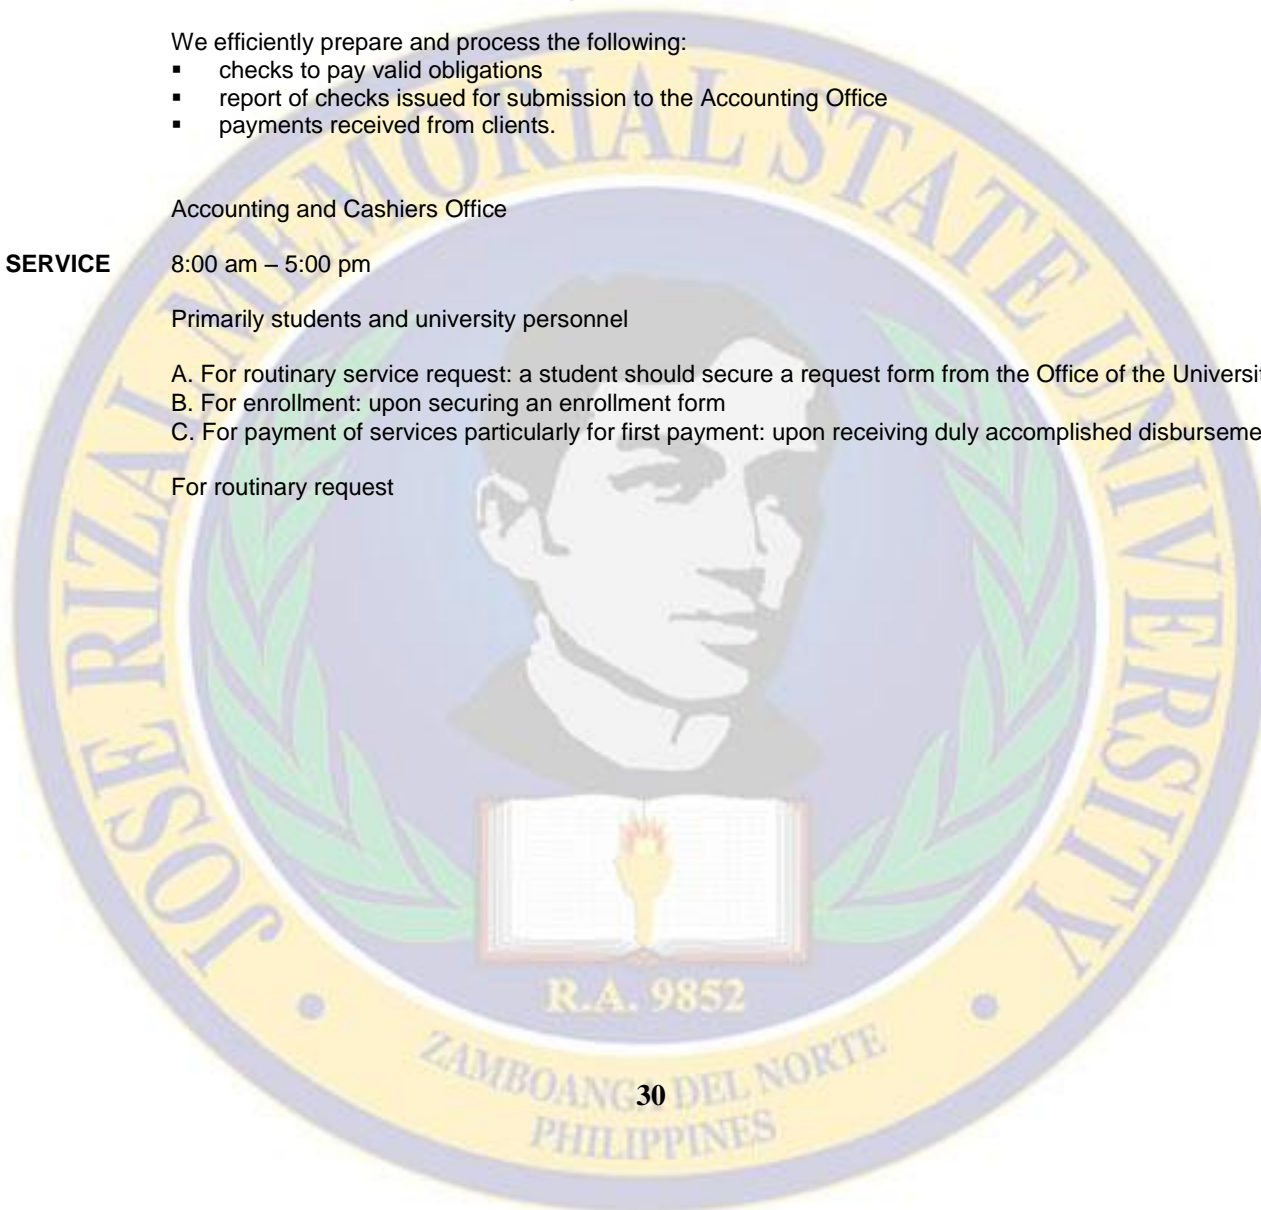 We efficiently prepare and process the following:
▪ checks to pay valid obligations
▪ report of checks issued for submission to the Accounting Office
▪ payments received from clients.
Accounting and Cashiers Office
SERVICE 8:00 am – 5:00 pm
Primarily students and university personnel
A. For routinary service request: a student should secure a request form from the Office of the Universit
B. For enrollment: upon securing an enrollment form
C. For payment of services particularly for first payment: upon receiving duly accomplished disburseme
For routinary request
JOSE RIZAL MEMORIAL STATE UNIVERSITY
R.A. 9852
ZAMBOANGA DEL NORTE
30
PHILIPPINES